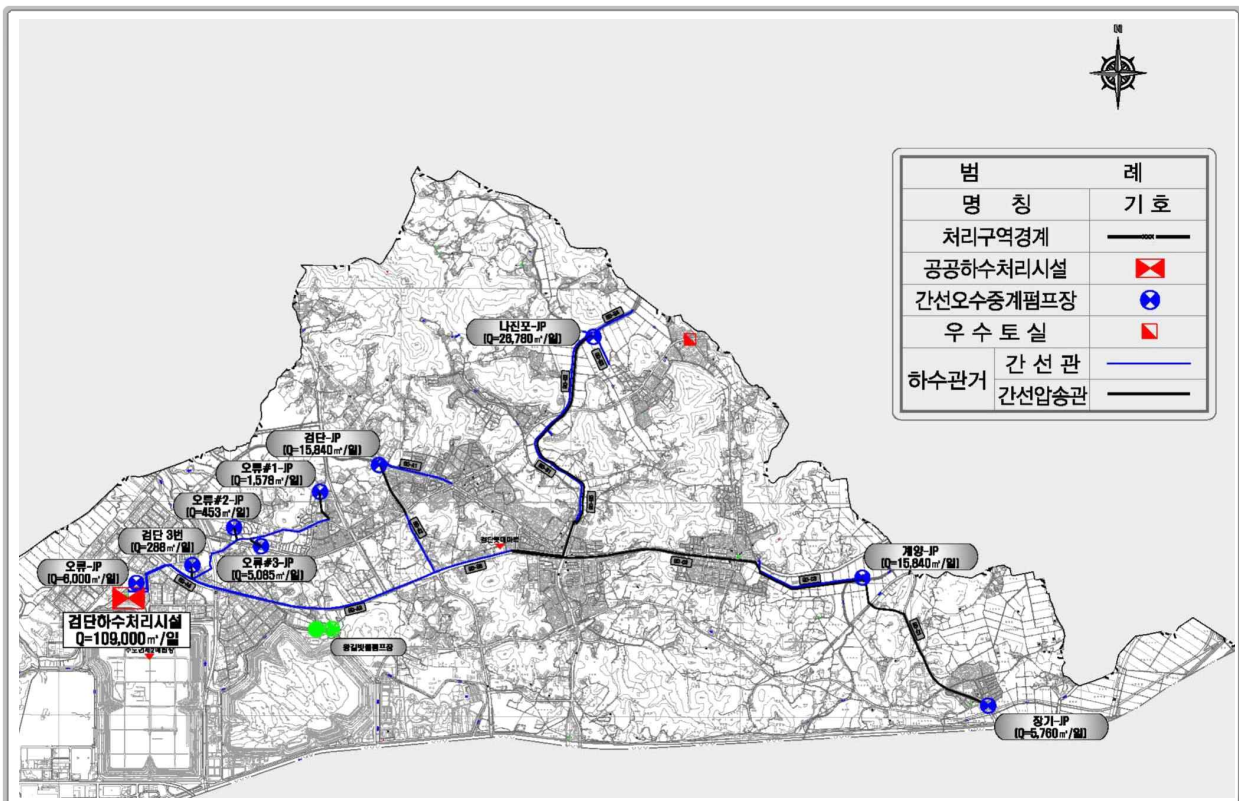 [N]
범 례
명 칭 기 호
처리구역경계
공공하수처리시설
간선오수중계펌프장
우 수 토 실
하수관거
간 선 관
간선압송관
나진포-JP
(Q=26,780㎥/일)
검단-JP
(Q=15,840㎥/일)
오류#1-JP
(Q=1,578㎥/일)
오류#2-JP
(Q=453㎥/일)
검단 3번
(Q=288㎥/일)
오류#3-JP
(Q=5,085㎥/일)
오류-JP
(Q=6,000㎥/일)
검단하수처리시설
Q=109,000㎥/일
계양-JP
(Q=15,840㎥/일)
장기-JP
(Q=5,760㎥/일)